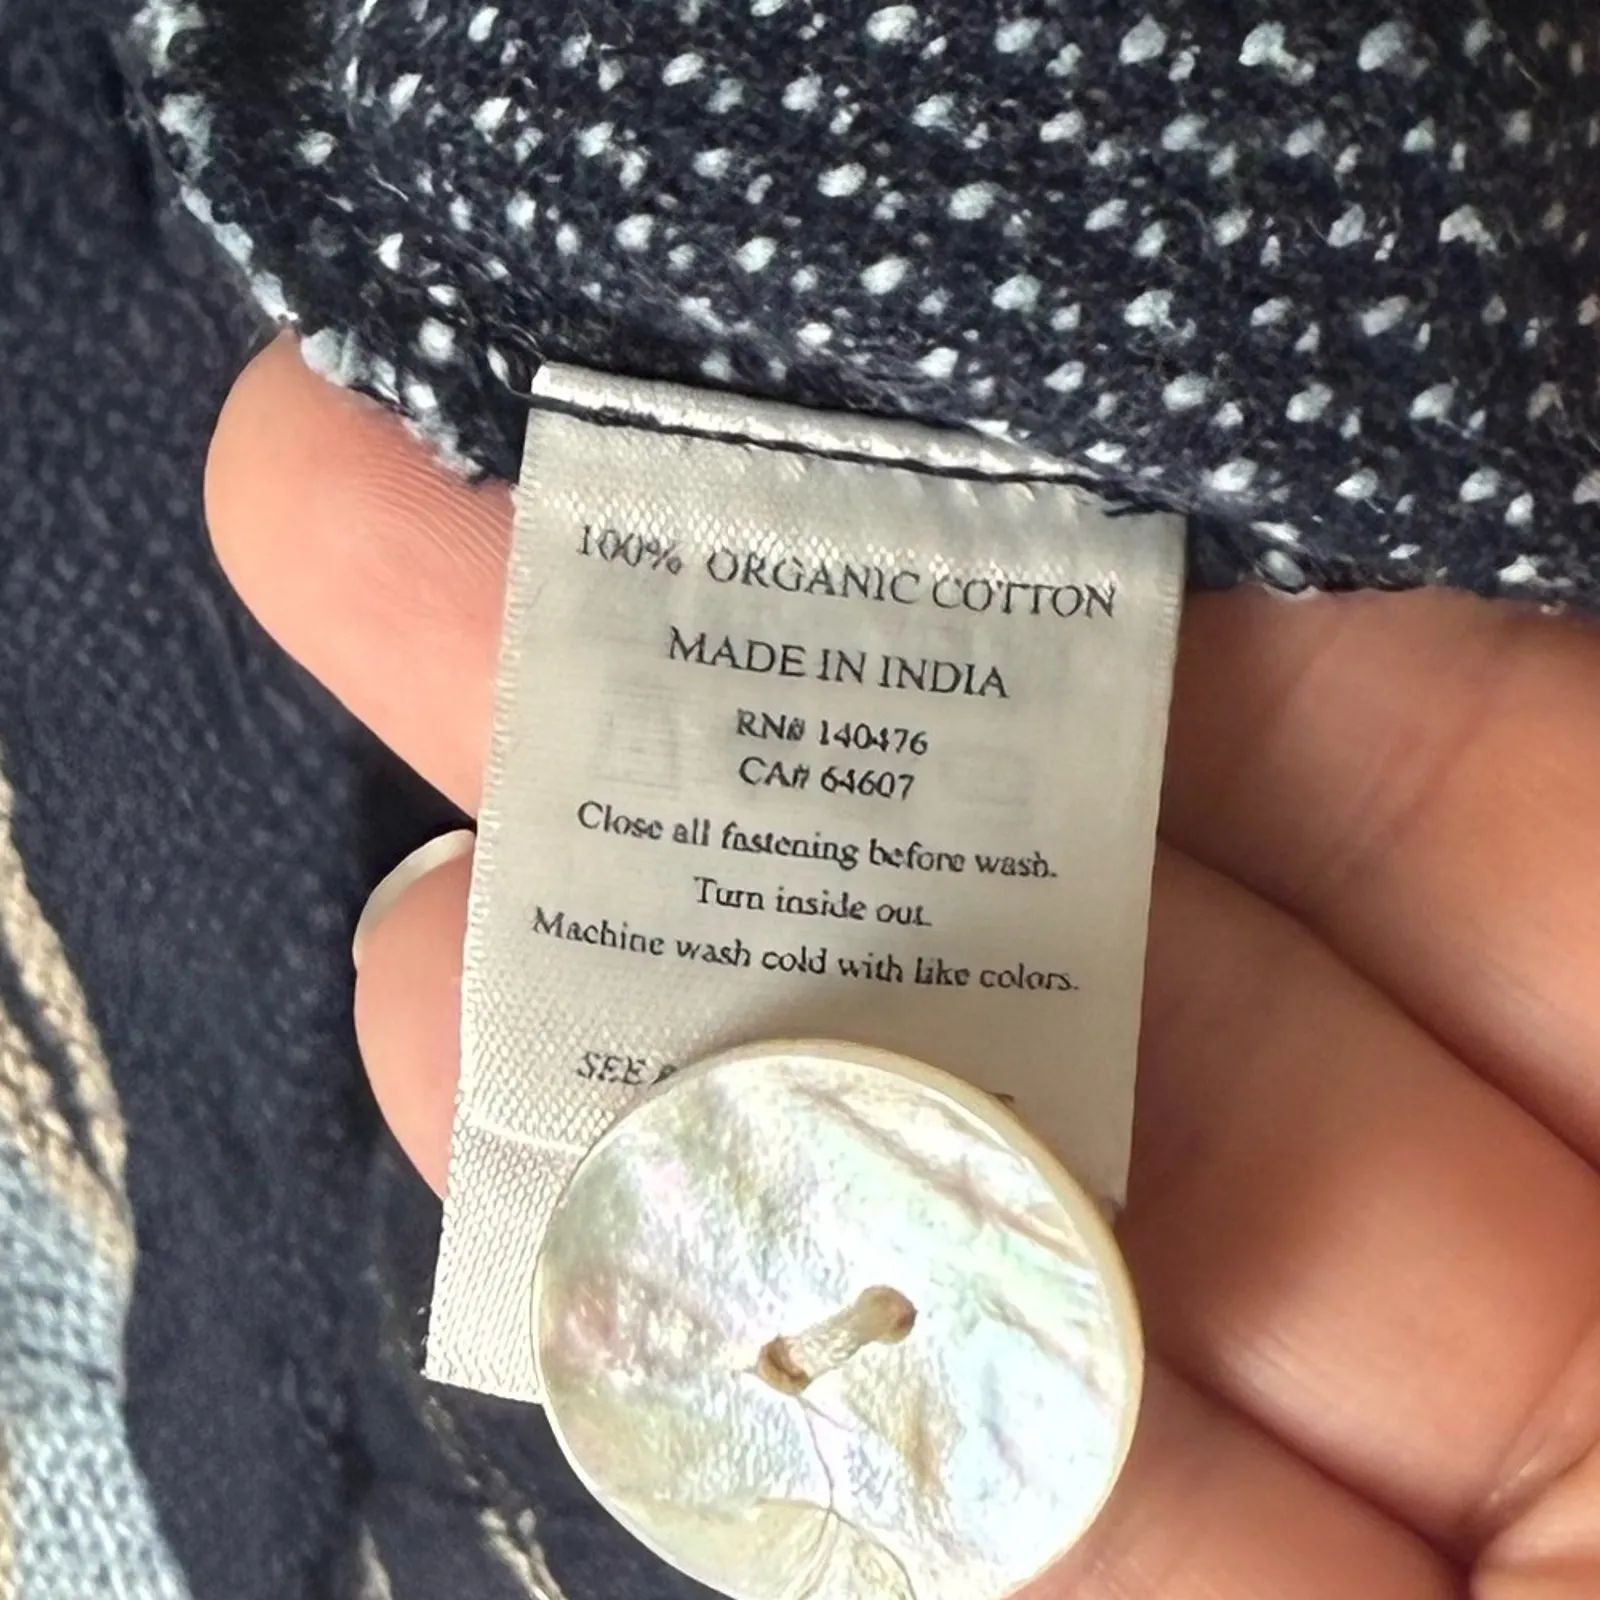 100% ORGANIC COTTON
MADE IN INDIA
RN# 140476
CA# 64607
Close all fastening before wash.
Turn inside out.
Machine wash cold with like colors.
SEE